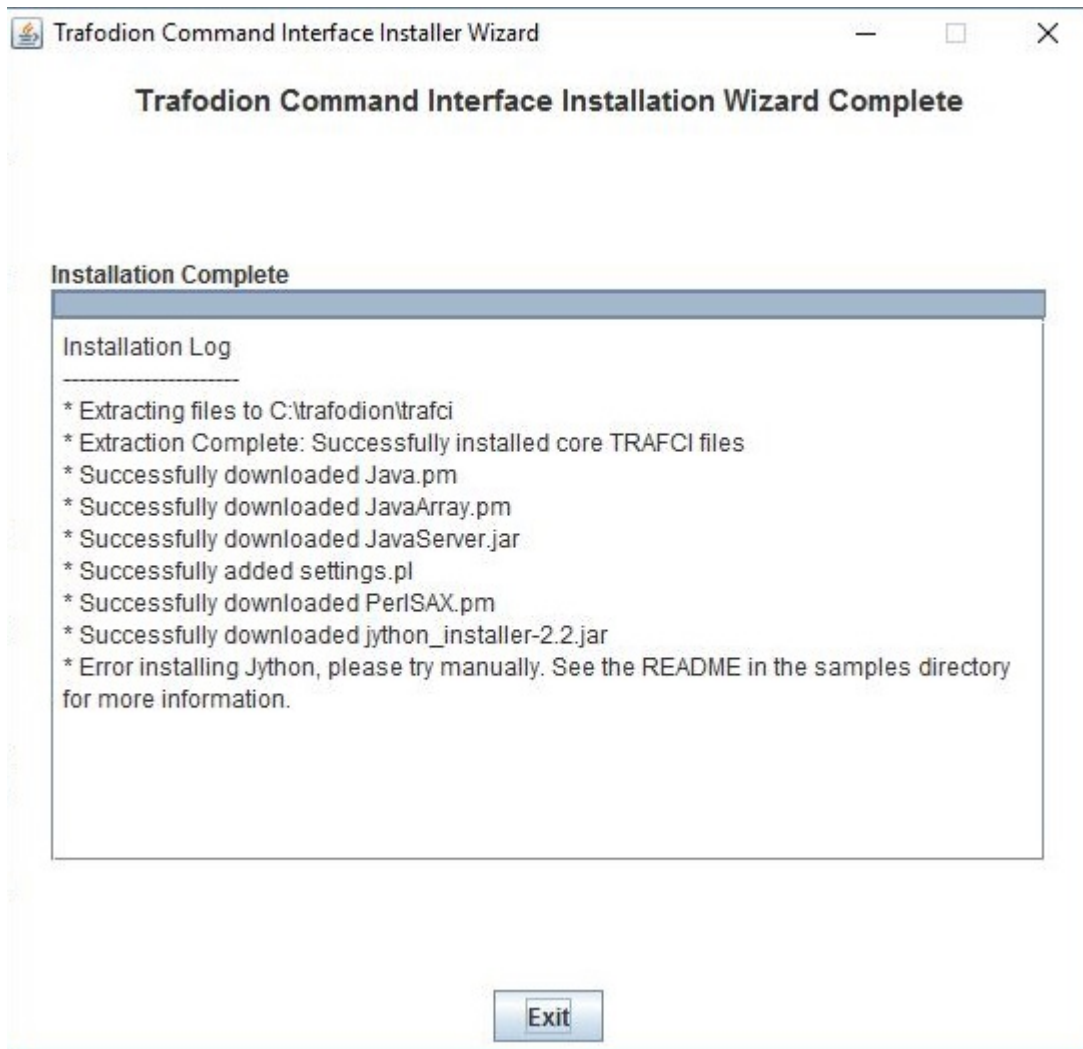 Trafodion Command Interface Installer Wizard
Trafodion Command Interface Installation Wizard Complete
Installation Complete
Installation Log
----------------------
* Extracting files to C:\trafodion\trafci
* Extraction Complete: Successfully installed core TRAFCI files
* Successfully downloaded Java.pm
* Successfully downloaded JavaArray.pm
* Successfully downloaded JavaServer.jar
* Successfully added settings.pl
* Successfully downloaded PerlSAX.pm
* Successfully downloaded jython_installer-2.2.jar
* Error installing Jython, please try manually. See the README in the samples directory
for more information.
Exit